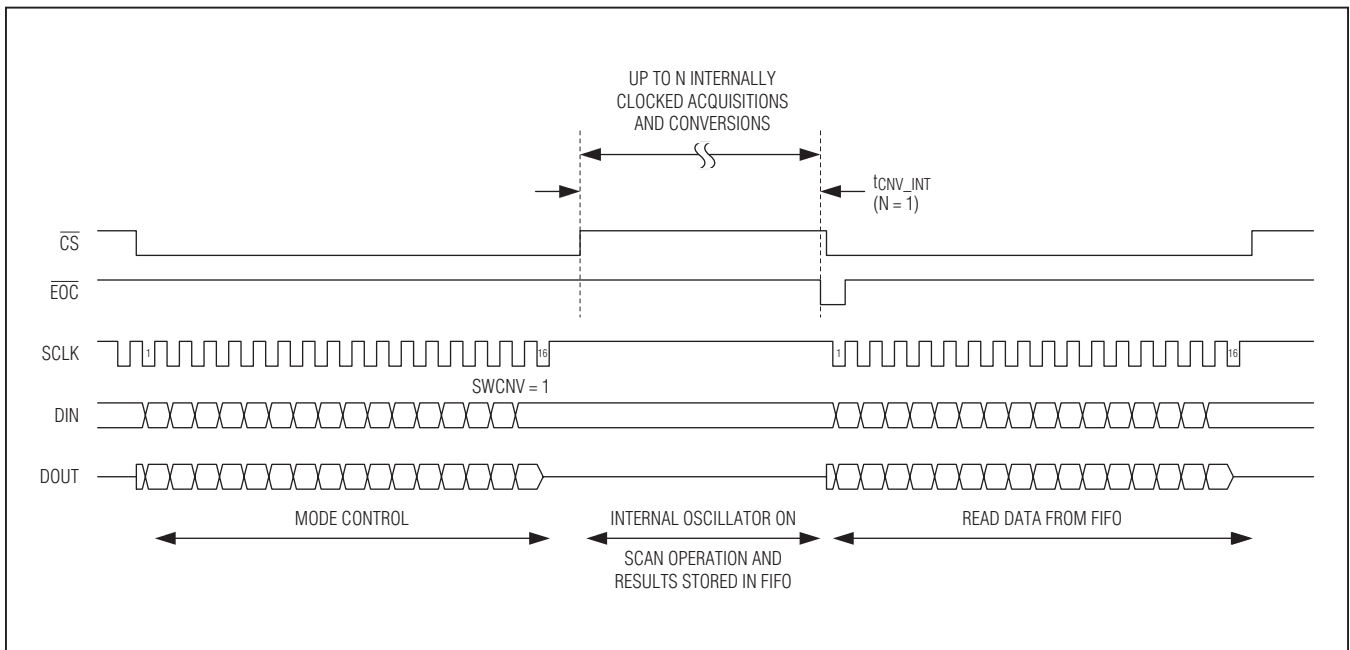 UP TO N INTERNALLY
CLOCKED ACQUISITIONS
AND CONVERSIONS
tCNV_INT
(N = 1)
CS
EOC
SCLK
1
16
1
16
SWCNV = 1
DIN
DOUT
MODE CONTROL
INTERNAL OSCILLATOR ON
READ DATA FROM FIFO
SCAN OPERATION AND
RESULTS STORED IN FIFO